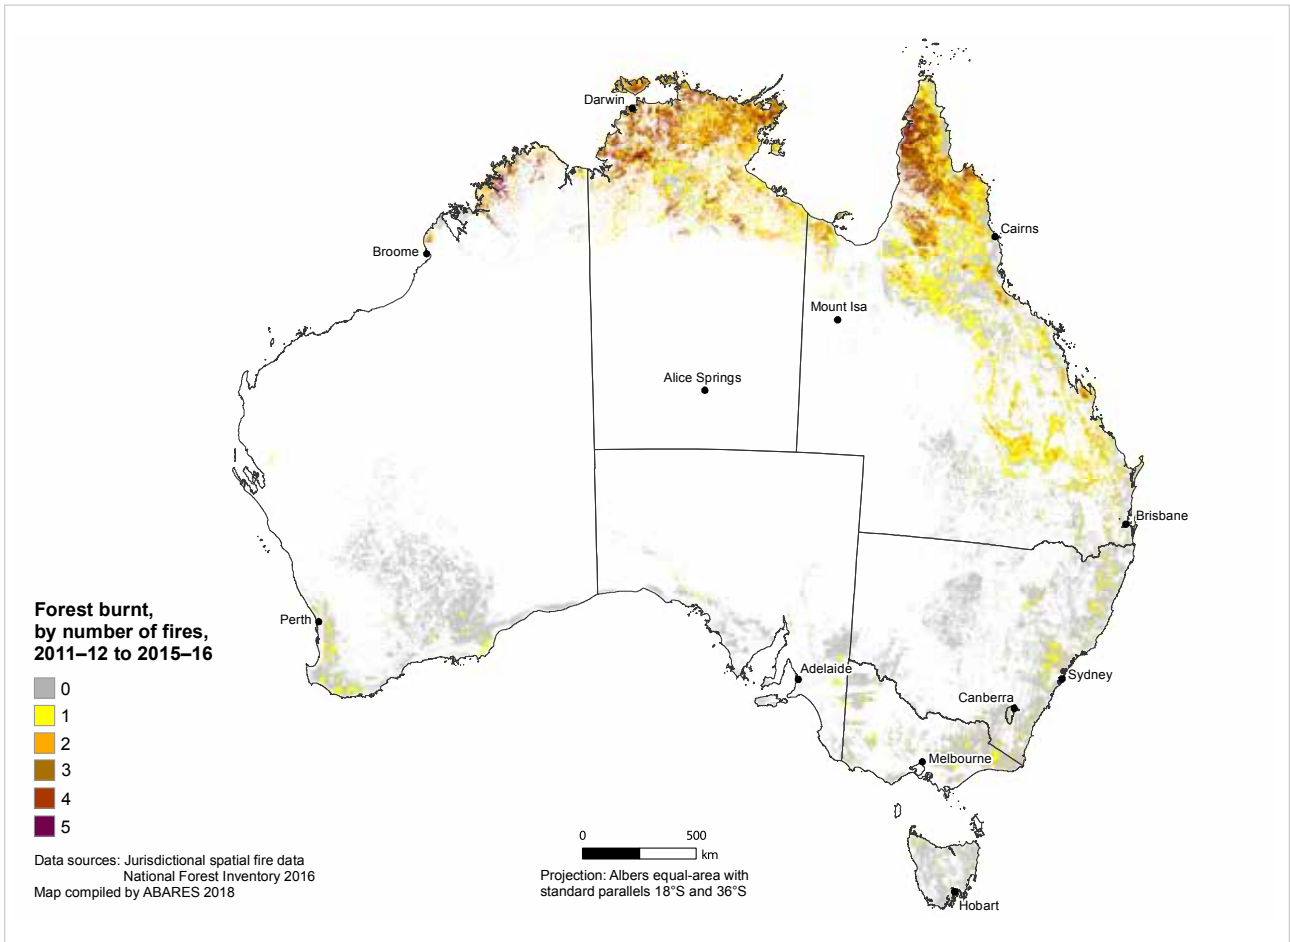 Darwin
Cairns
Broome
Mount Isa
Alice Springs
Brisbane
Forest burnt,
by number of fires,
2011–12 to 2015–16
0
1
2
3
4
5
Perth
Adelaide
Sydney
Canberra
Melbourne
Hobart
Data sources: Jurisdictional spatial fire data
National Forest Inventory 2016
Map compiled by ABARES 2018
0 500
km
Projection: Albers equal-area with
standard parallels 18°S and 36°S